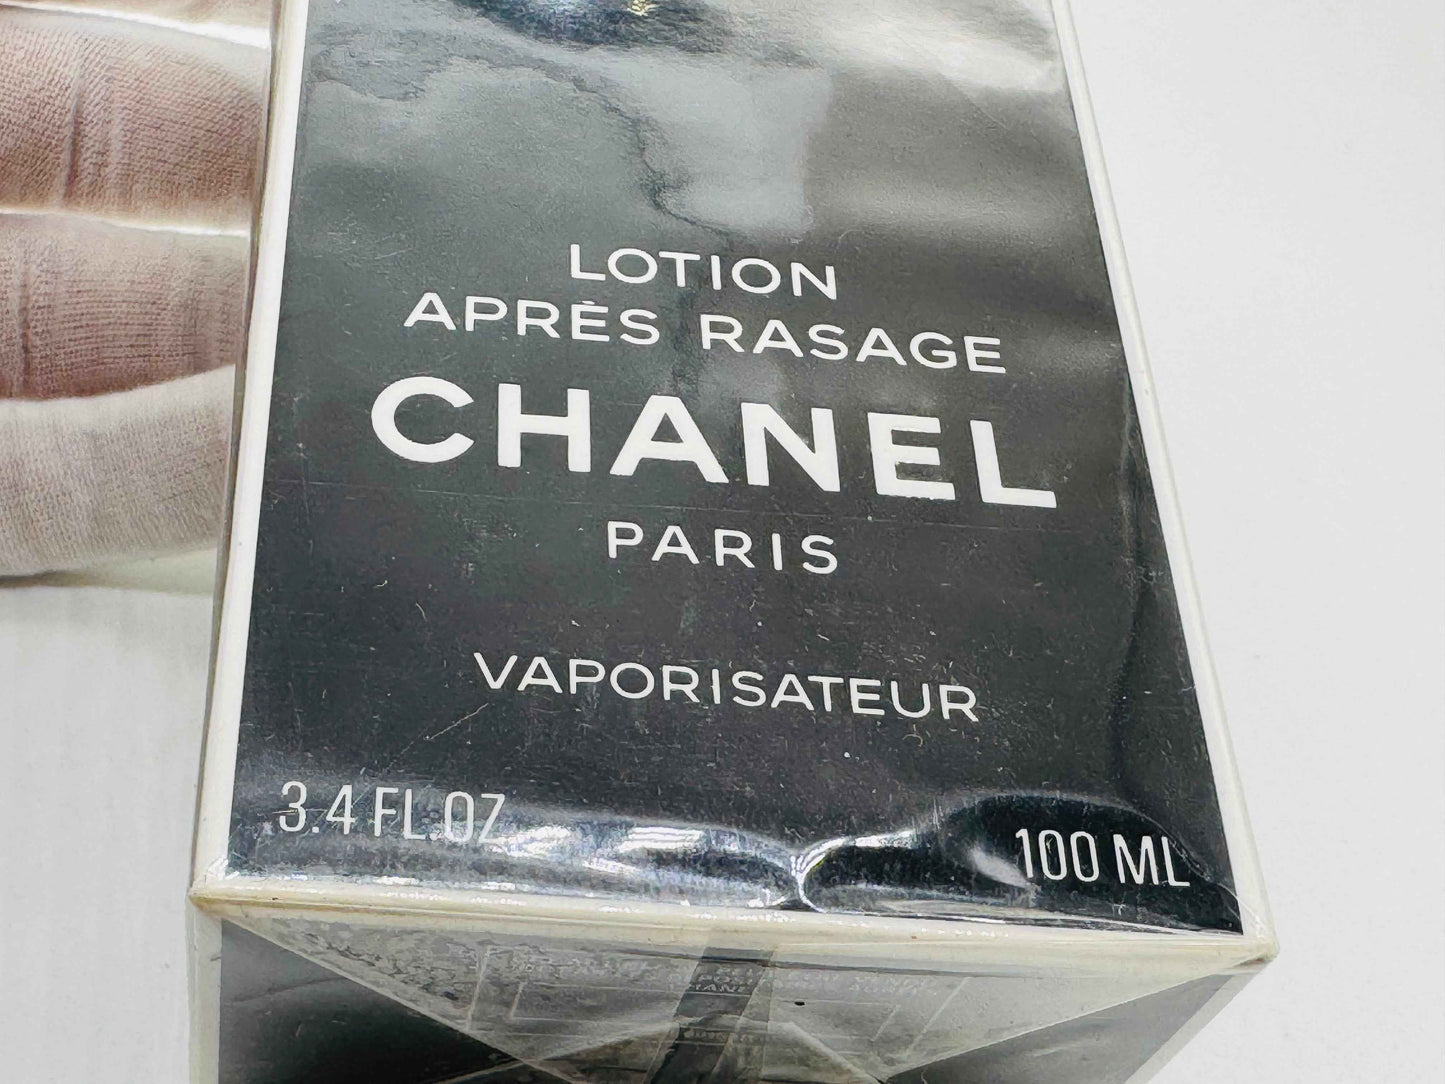 LOTION
APRÈS RASAGE
CHANEL
PARIS
VAPORISATEUR
3.4 FL.OZ
100 ML